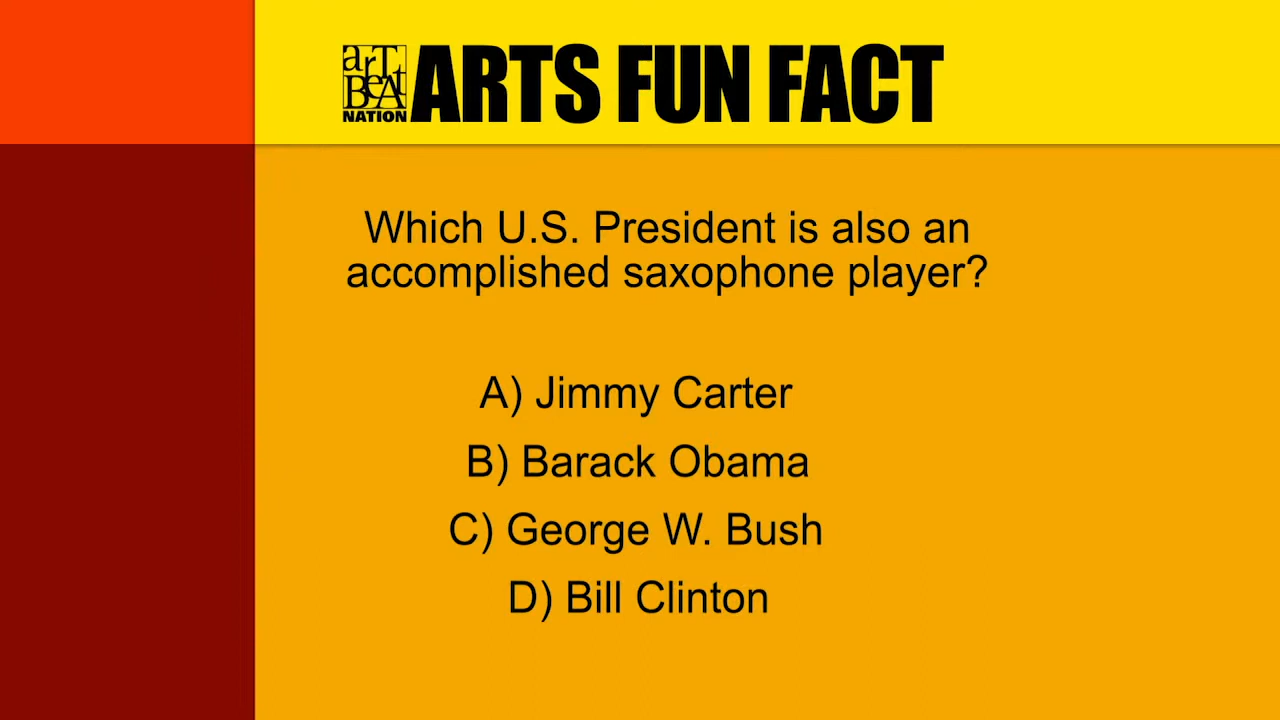 arT
BeAt
NATION
ARTS FUN FACT
Which U.S. President is also an
accomplished saxophone player?
A) Jimmy Carter
B) Barack Obama
C) George W. Bush
D) Bill Clinton